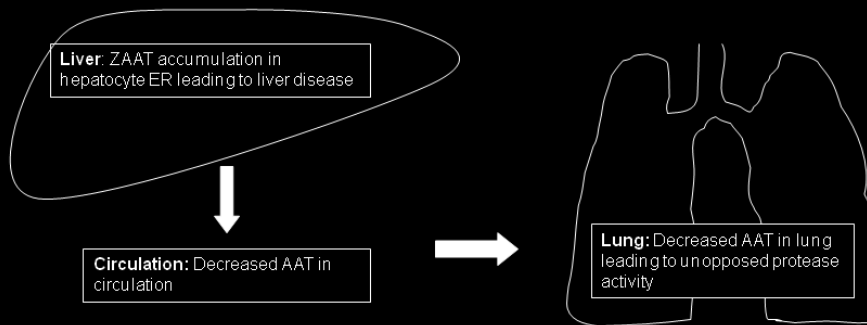 Liver: ZAAT accumulation in
hepatocyte ER leading to liver disease
Circulation: Decreased AAT in
circulation
Lung: Decreased AAT in lung
leading to unopposed protease
activity